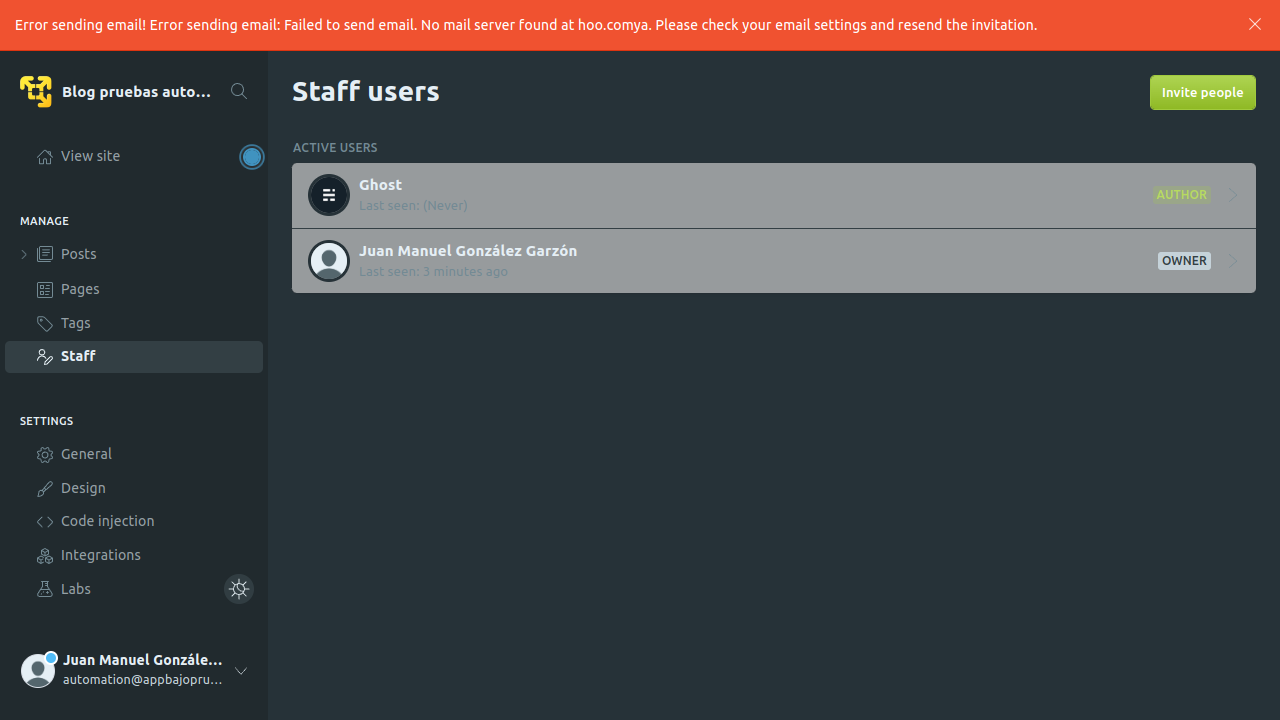 Error sending email! Error sending email: Failed to send email. No mail server found at hoo.comya. Please check your email settings and resend the invitation.
Blog pruebas auto...
View site
MANAGE
Posts
Pages
Tags
Staff
SETTINGS
General
Design
Code injection
Integrations
Labs
Juan Manuel Gonzále...
automation@appbajopru...
Staff users
Invite people
ACTIVE USERS
Ghost
Last seen: (Never)
AUTHOR
Juan Manuel González Garzón
Last seen: 3 minutes ago
OWNER